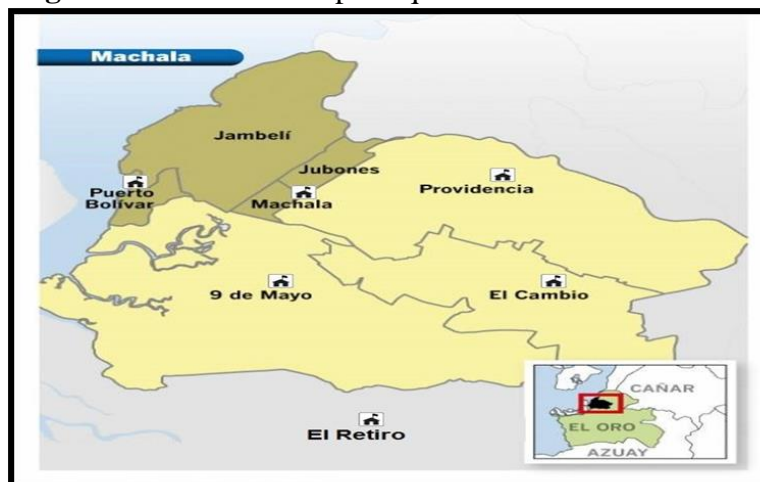 Machala
Jambelí
Jubones
Puerto
Bolívar
Machala
Providencia
9 de Mayo
El Cambio
El Retiro
CAÑAR
EL ORO
AZUAY